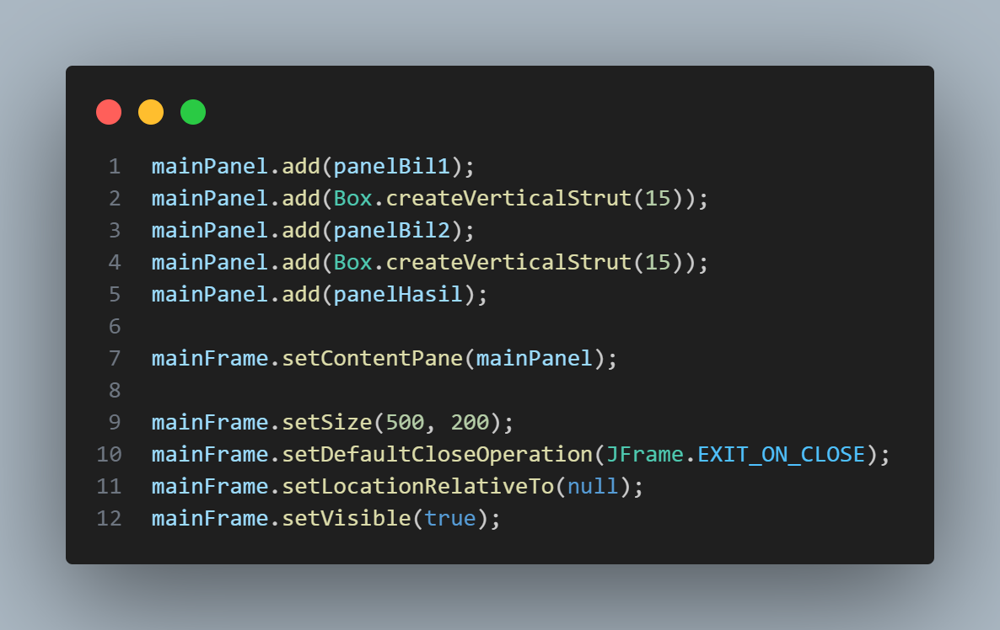 1 mainPanel.add(panelBil1);
2 mainPanel.add(Box.createVerticalStrut(15));
3 mainPanel.add(panelBil2);
4 mainPanel.add(Box.createVerticalStrut(15));
5 mainPanel.add(panelHasil);
6
7 mainFrame.setContentPane(mainPanel);
8
9 mainFrame.setSize(500, 200);
10 mainFrame.setDefaultCloseOperation(JFrame.EXIT_ON_CLOSE);
11 mainFrame.setLocationRelativeTo(null);
12 mainFrame.setVisible(true);